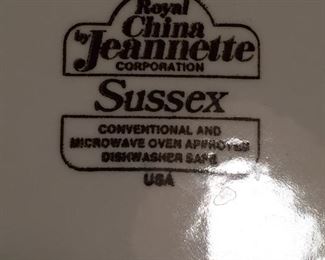 Royal
China
by Jeannette
CORPORATION
Sussex
CONVENTIONAL AND
MICROWAVE OVEN APPROVED
DISHWASHER SAFE
USA